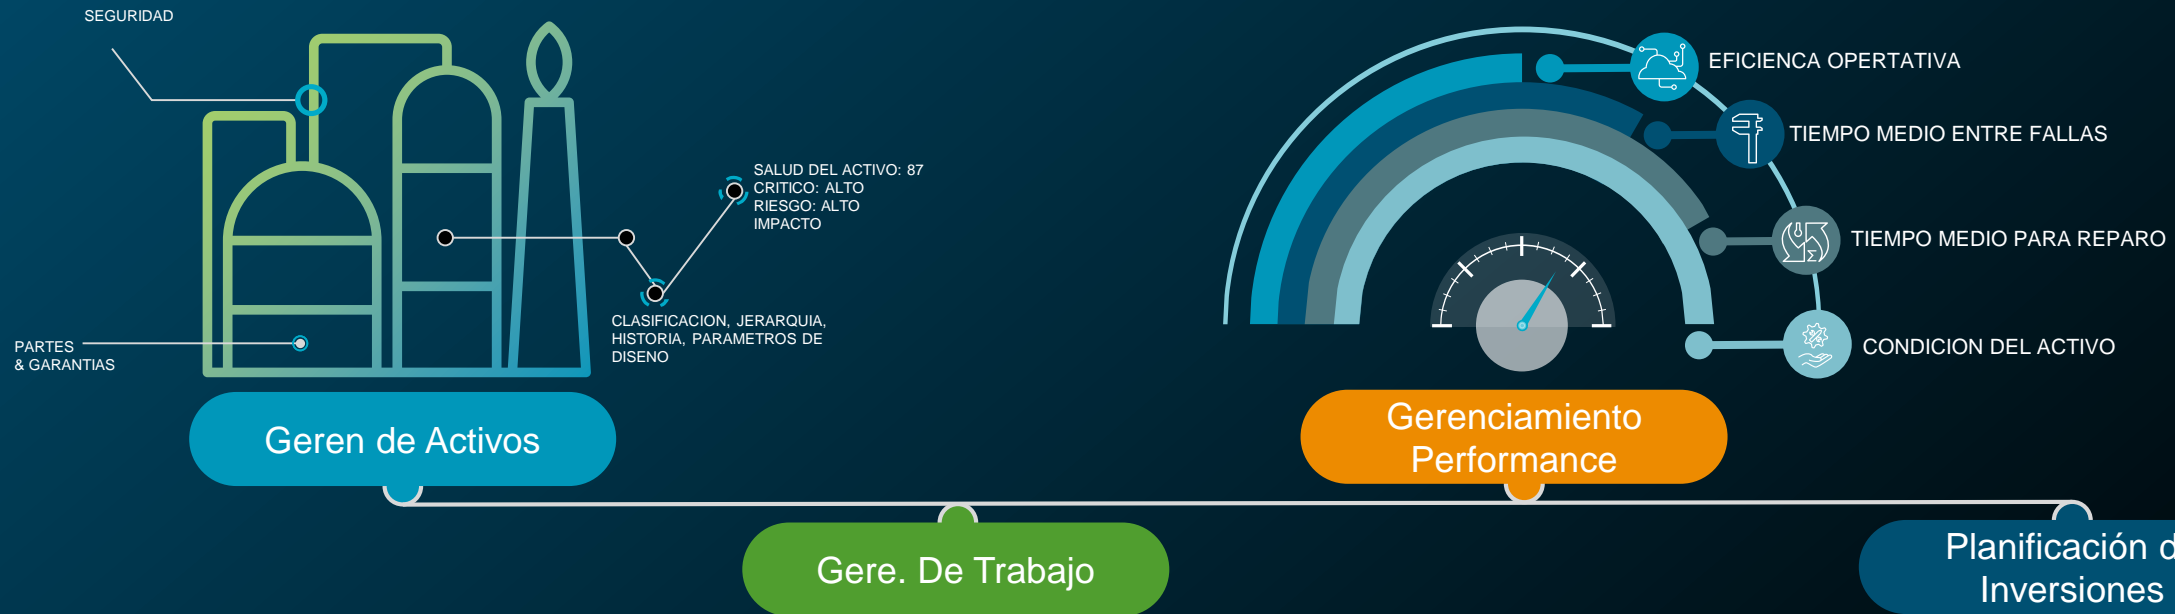 SEGURIDAD
SALUD DEL ACTIVO: 87
CRITICO: ALTO
RIESGO: ALTO
IMPACTO
CLASIFICACION, JERARQUIA,
HISTORIA, PARAMETROS DE
DISENO
PARTES
& GARANTIAS
Geren de Activos
EFICIENCA OPERTATIVA
TIEMPO MEDIO ENTRE FALLAS
TIEMPO MEDIO PARA REPARO
Σ
CONDICION DEL ACTIVO
Gerenciamiento
Performance
Gere. De Trabajo
Planificación
Inversiones